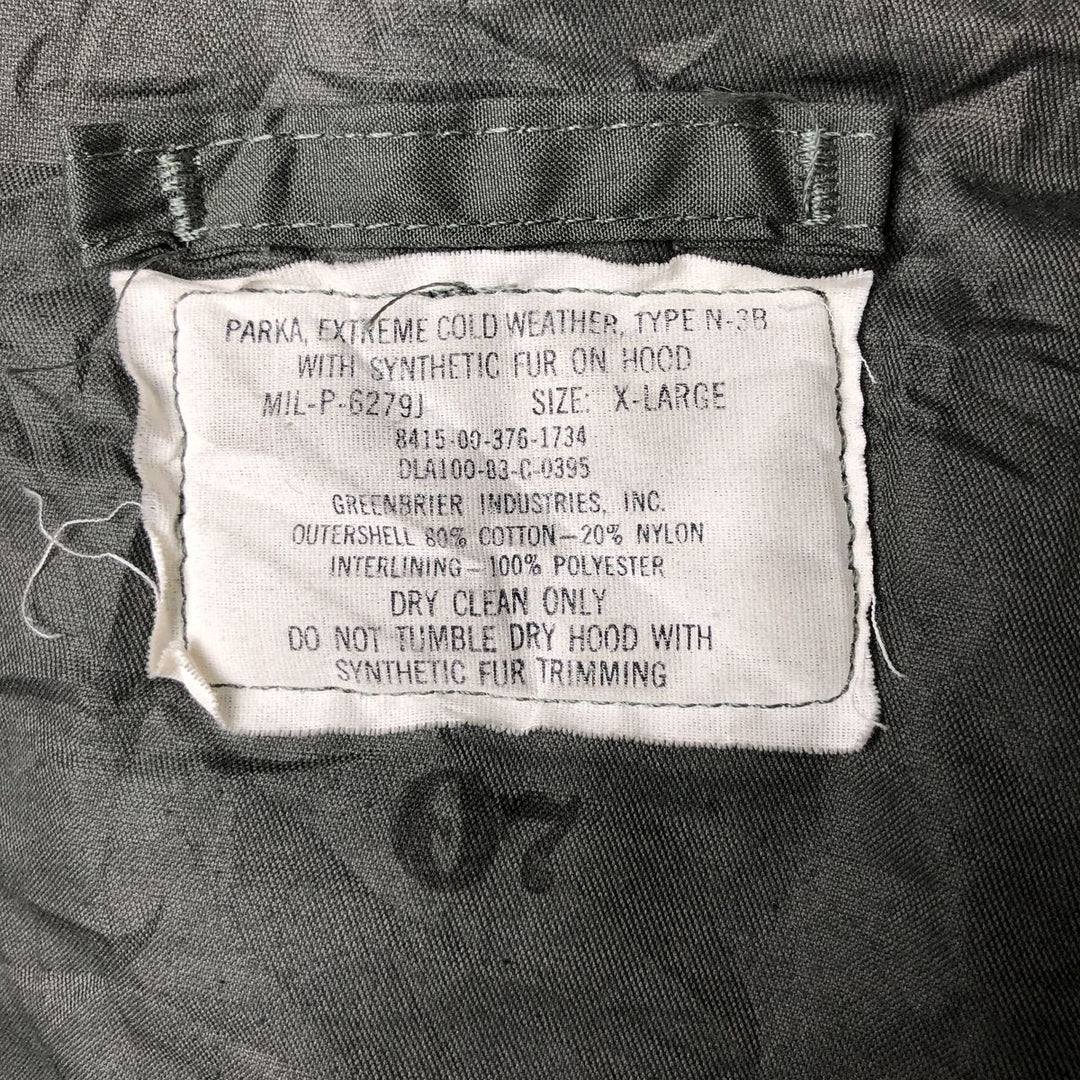 PARKA, EXTREME COLD WEATHER, TYPE N-3B
WITH SYNTHETIC FUR ON HOOD
MIL-P-6279J SIZE: X-LARGE
8415-00-376-1734
DLA100-83-C-0395
GREENBRIER INDUSTRIES, INC.
OUTERSHELL 80% COTTON—20% NYLON
INTERLINING—100% POLYESTER
DRY CLEAN ONLY
DO NOT TUMBLE DRY HOOD WITH
SYNTHETIC FUR TRIMMING
07